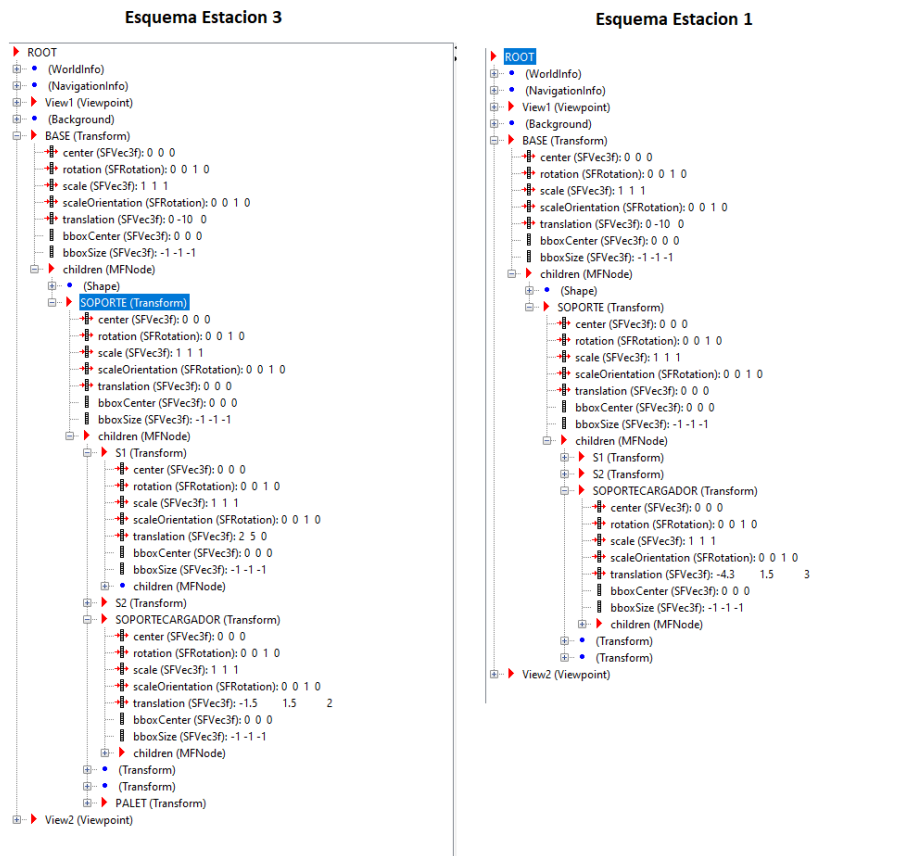 Esquema Estacion 3
ROOT
(WorldInfo)
(NavigationInfo)
View1 (Viewpoint)
(Background)
BASE (Transform)
center (SFVec3f): 0 0 0
rotation (SFRotation): 0 0 1 0
scale (SFVec3f): 1 1 1
scaleOrientation (SFRotation): 0 0 1 0
translation (SFVec3f): 0 -10 0
bboxCenter (SFVec3f): 0 0 0
bboxSize (SFVec3f): -1 -1 -1
children (MFNode)
(Shape)
SOPORTE (Transform)
center (SFVec3f): 0 0 0
rotation (SFRotation): 0 0 1 0
scale (SFVec3f): 1 1 1
scaleOrientation (SFRotation): 0 0 1 0
translation (SFVec3f): 0 0 0
bboxCenter (SFVec3f): 0 0 0
bboxSize (SFVec3f): -1 -1 -1
children (MFNode)
S1 (Transform)
center (SFVec3f): 0 0 0
rotation (SFRotation): 0 0 1 0
scale (SFVec3f): 1 1 1
scaleOrientation (SFRotation): 0 0 1 0
translation (SFVec3f): 2 5 0
bboxCenter (SFVec3f): 0 0 0
bboxSize (SFVec3f): -1 -1 -1
children (MFNode)
S2 (Transform)
SOPORTECARGADOR (Transform)
center (SFVec3f): 0 0 0
rotation (SFRotation): 0 0 1 0
scale (SFVec3f): 1 1 1
scaleOrientation (SFRotation): 0 0 1 0
translation (SFVec3f): -1.5 1.5 2
bboxCenter (SFVec3f): 0 0 0
bboxSize (SFVec3f): -1 -1 -1
children (MFNode)
(Transform)
(Transform)
PALET (Transform)
View2 (Viewpoint)
Esquema Estacion 1
ROOT
(WorldInfo)
(NavigationInfo)
View1 (Viewpoint)
(Background)
BASE (Transform)
center (SFVec3f): 0 0 0
rotation (SFRotation): 0 0 1 0
scale (SFVec3f): 1 1 1
scaleOrientation (SFRotation): 0 0 1 0
translation (SFVec3f): 0 -10 0
bboxCenter (SFVec3f): 0 0 0
bboxSize (SFVec3f): -1 -1 -1
children (MFNode)
(Shape)
SOPORTE (Transform)
center (SFVec3f): 0 0 0
rotation (SFRotation): 0 0 1 0
scale (SFVec3f): 1 1 1
scaleOrientation (SFRotation): 0 0 1 0
translation (SFVec3f): 0 0 0
bboxCenter (SFVec3f): 0 0 0
bboxSize (SFVec3f): -1 -1 -1
children (MFNode)
S1 (Transform)
S2 (Transform)
SOPORTECARGADOR (Transform)
center (SFVec3f): 0 0 0
rotation (SFRotation): 0 0 1 0
scale (SFVec3f): 1 1 1
scaleOrientation (SFRotation): 0 0 1 0
translation (SFVec3f): -4.3 1.5 3
bboxCenter (SFVec3f): 0 0 0
bboxSize (SFVec3f): -1 -1 -1
children (MFNode)
(Transform)
(Transform)
View2 (Viewpoint)